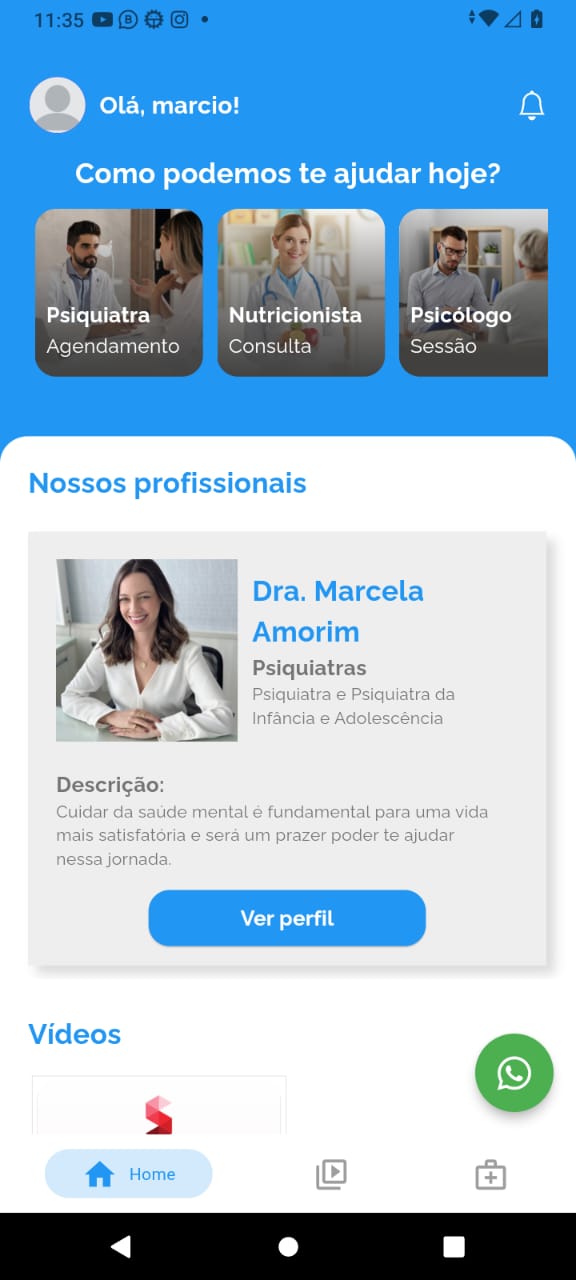 11:35
Olá, marcio!
Como podemos te ajudar hoje?
Psiquiatra
Agendamento
Nutricionista
Consulta
Psicólogo
Sessão
Nossos profissionais
Dra. Marcela
Amorim
Psiquiatras
Psiquiatra e Psiquiatra da
Infância e Adolescência
Descrição:
Cuidar da saúde mental é fundamental para uma vida
mais satisfatória e será um prazer poder te ajudar
nessa jornada.
Ver perfil
Vídeos
Home